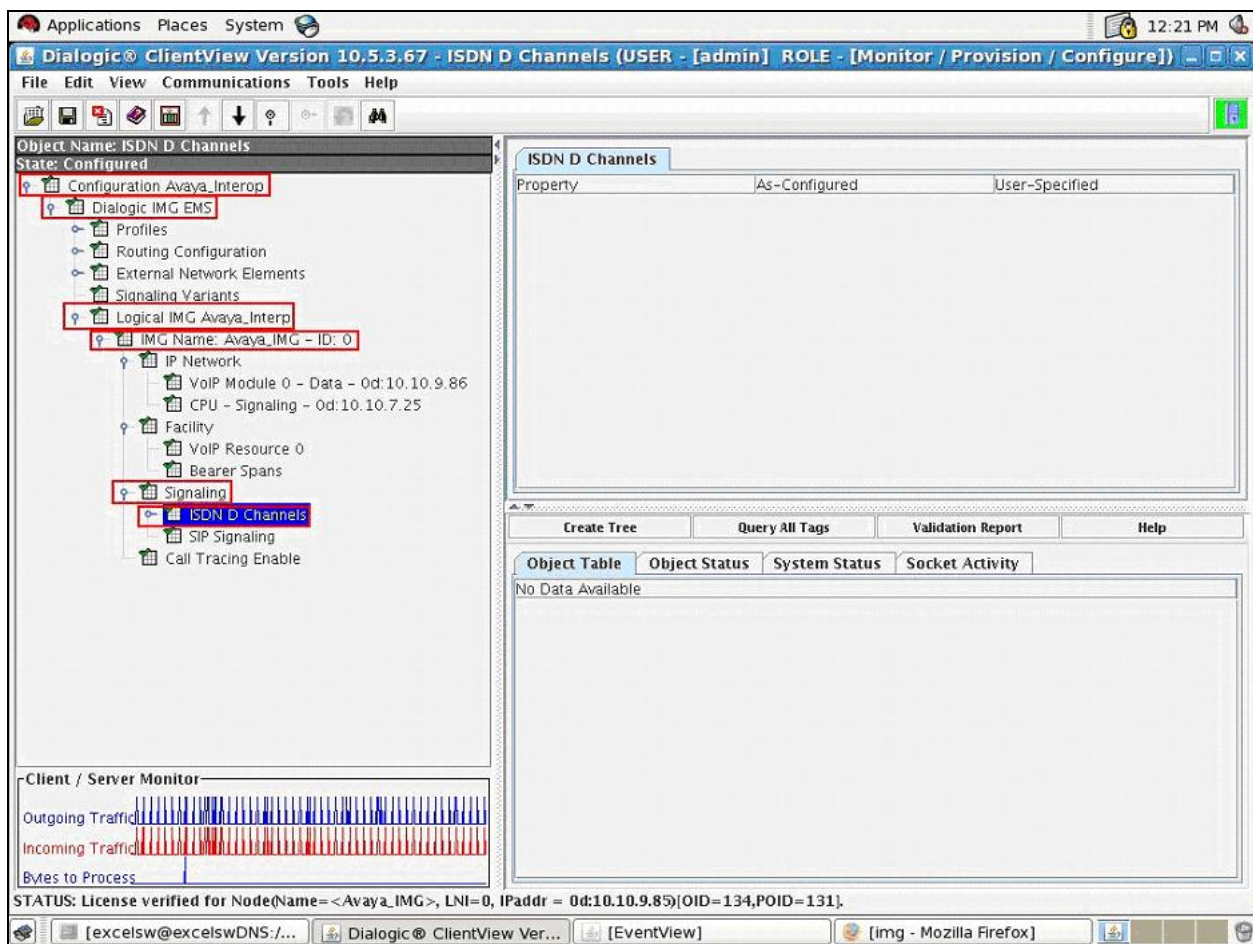 Applications Places System
12:21 PM
Dialogic® ClientView Version 10.5.3.67 - ISDN D Channels (USER - [admin] ROLE - [Monitor / Provision / Configure])
File Edit View Communications Tools Help
Object Name: ISDN D Channels
State: Configured
Configuration Avaya_Interop
Dialogic IMG EMS
Profiles
Routing Configuration
External Network Elements
Signaling Variants
Logical IMG Avaya_Interp
IMG Name: Avaya_IMG - ID: 0
IP Network
VoIP Module 0 - Data - 0d:10.10.9.86
CPU - Signaling - 0d:10.10.7.25
Facility
VoIP Resource 0
Bearer Spans
Signaling
ISDN D Channels
SIP Signaling
Call Tracing Enable
ISDN D Channels
Property As-Configured User-Specified
Create Tree Query All Tags Validation Report Help
Object Table Object Status System Status Socket Activity
No Data Available
Client / Server Monitor
Outgoing Traffic
Incoming Traffic
Bytes to Process
STATUS: License verified for Node(Name=<Avaya_IMG>, LNI=0, IPaddr = 0d:10.10.9.85)[OID=134,POID=131].
[excelsw@excelswDNS:/... Dialogic® ClientView Ver... [EventView] [img - Mozilla Firefox]